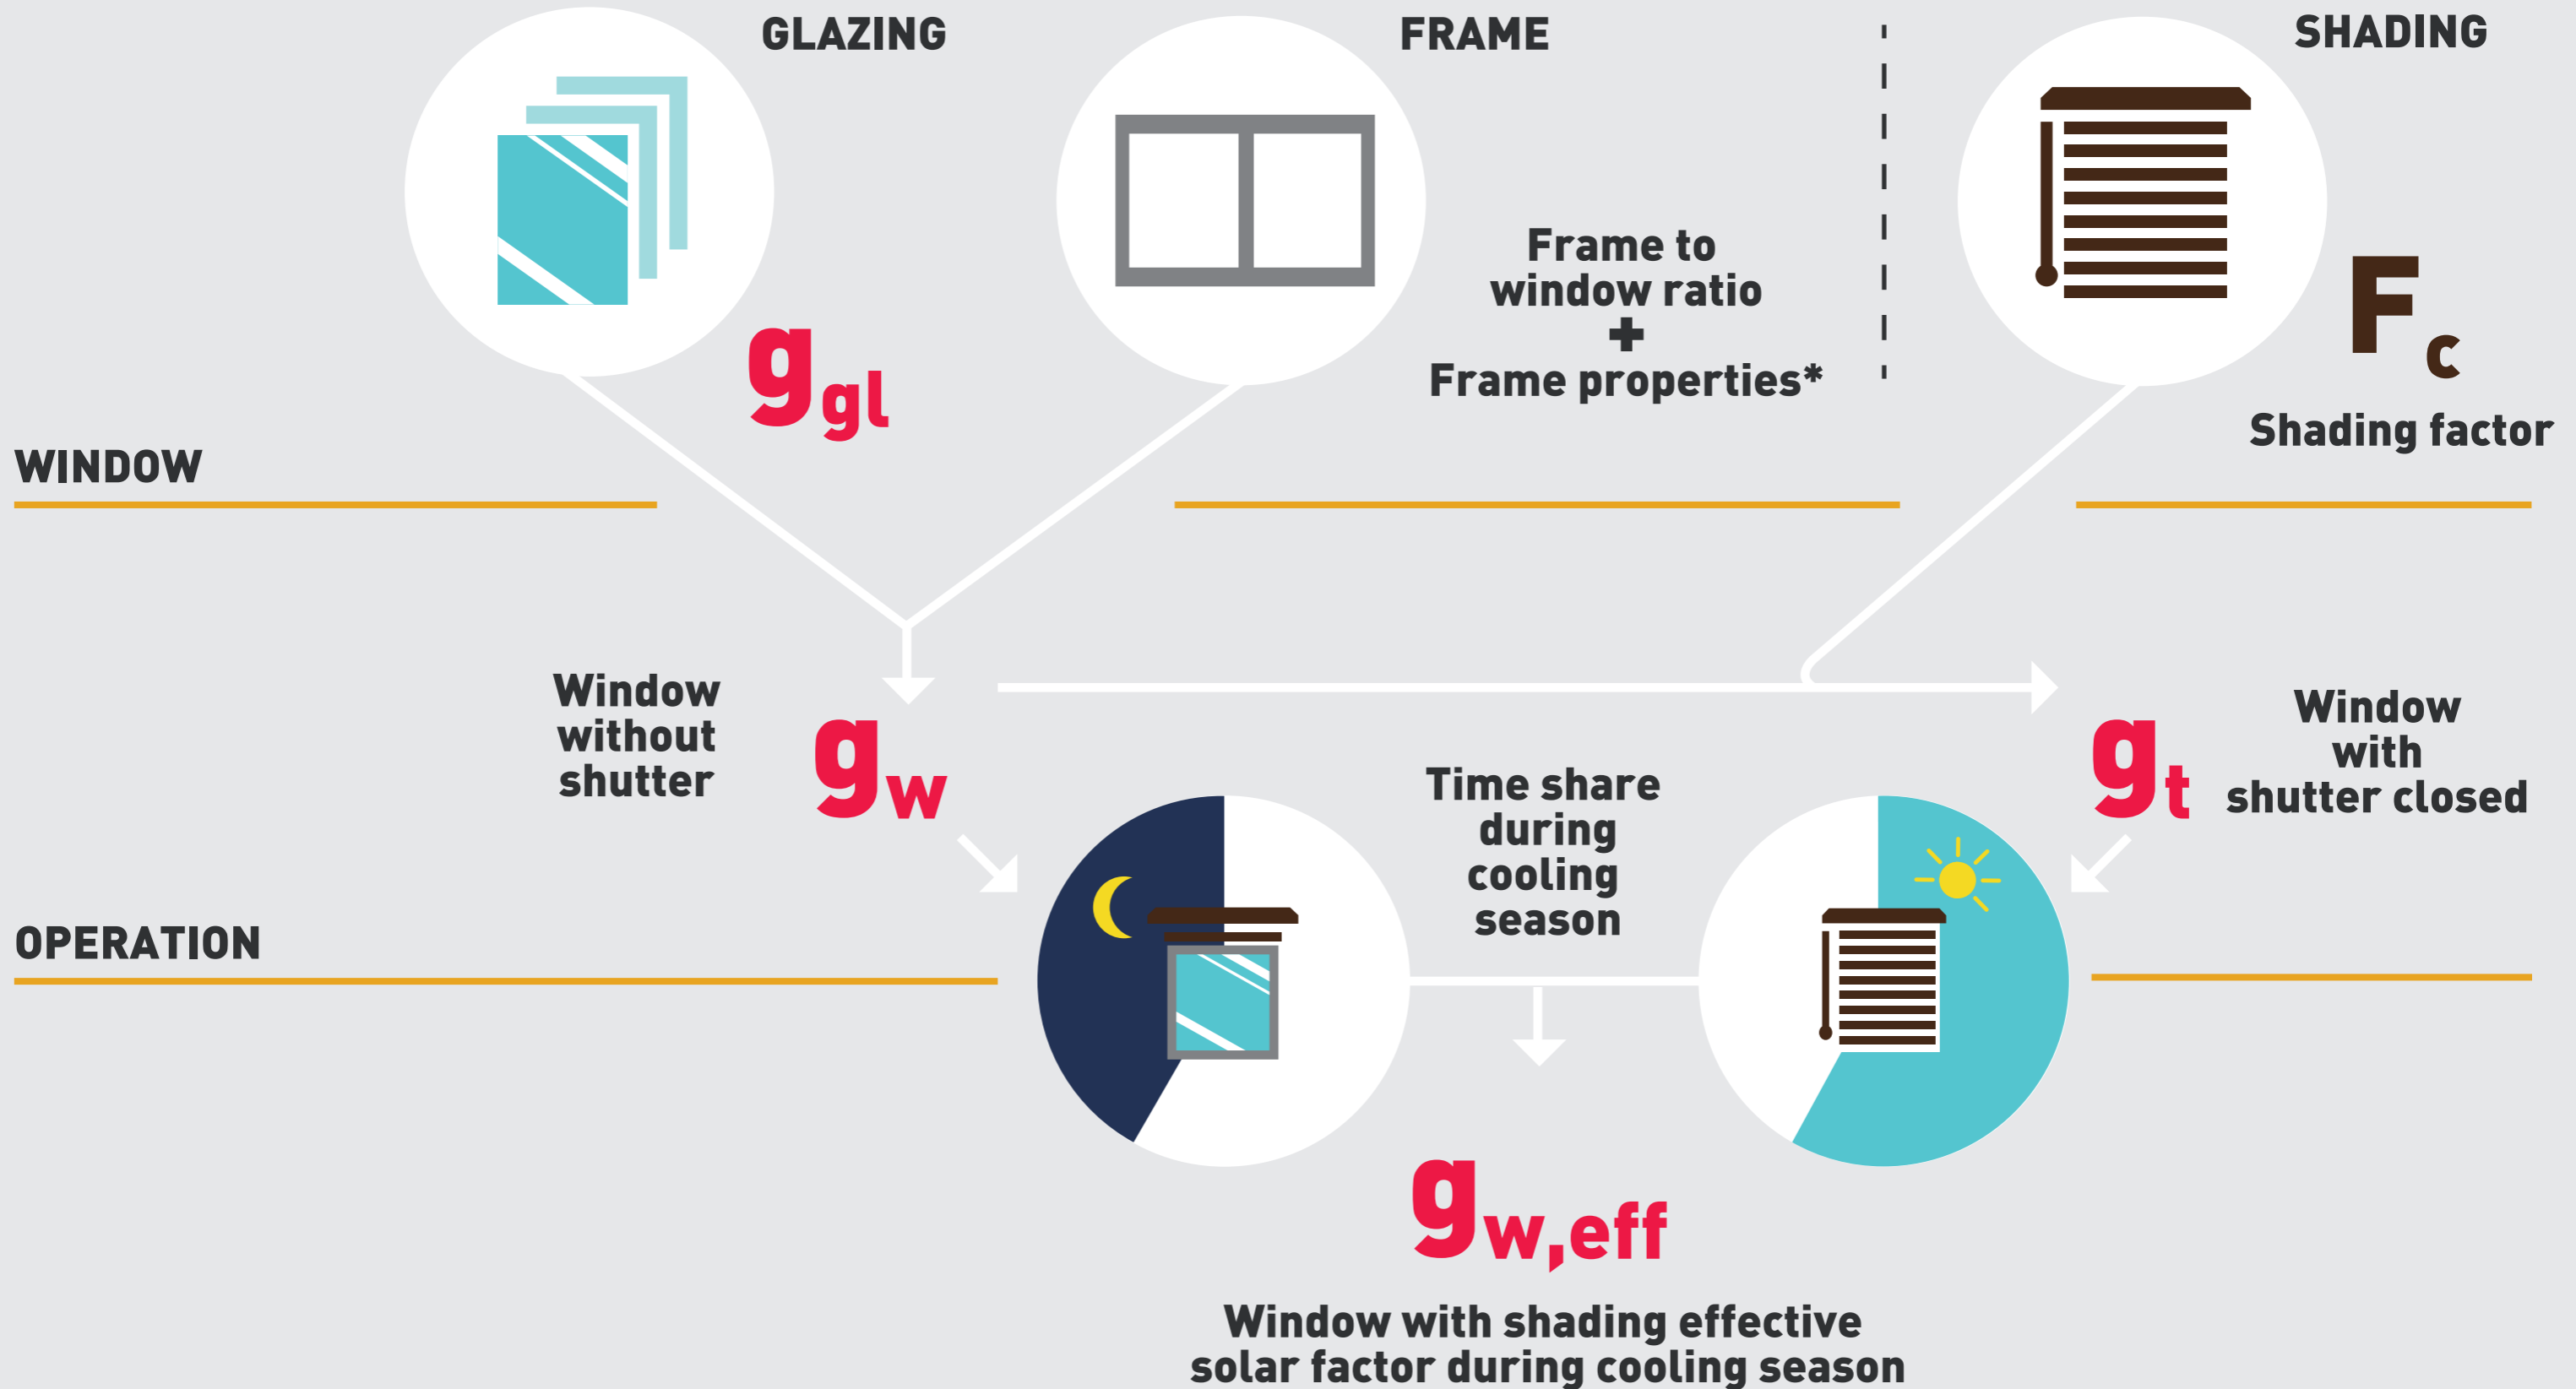 GLAZING
FRAME
SHADING
g gl
Frame to
window ratio
+
Frame properties*
F c
Shading factor
WINDOW
Window
without
shutter
g w
g t
Window
with
shutter closed
Time share
during
cooling
season
OPERATION
g w,eff
Window with shading effective
solar factor during cooling season